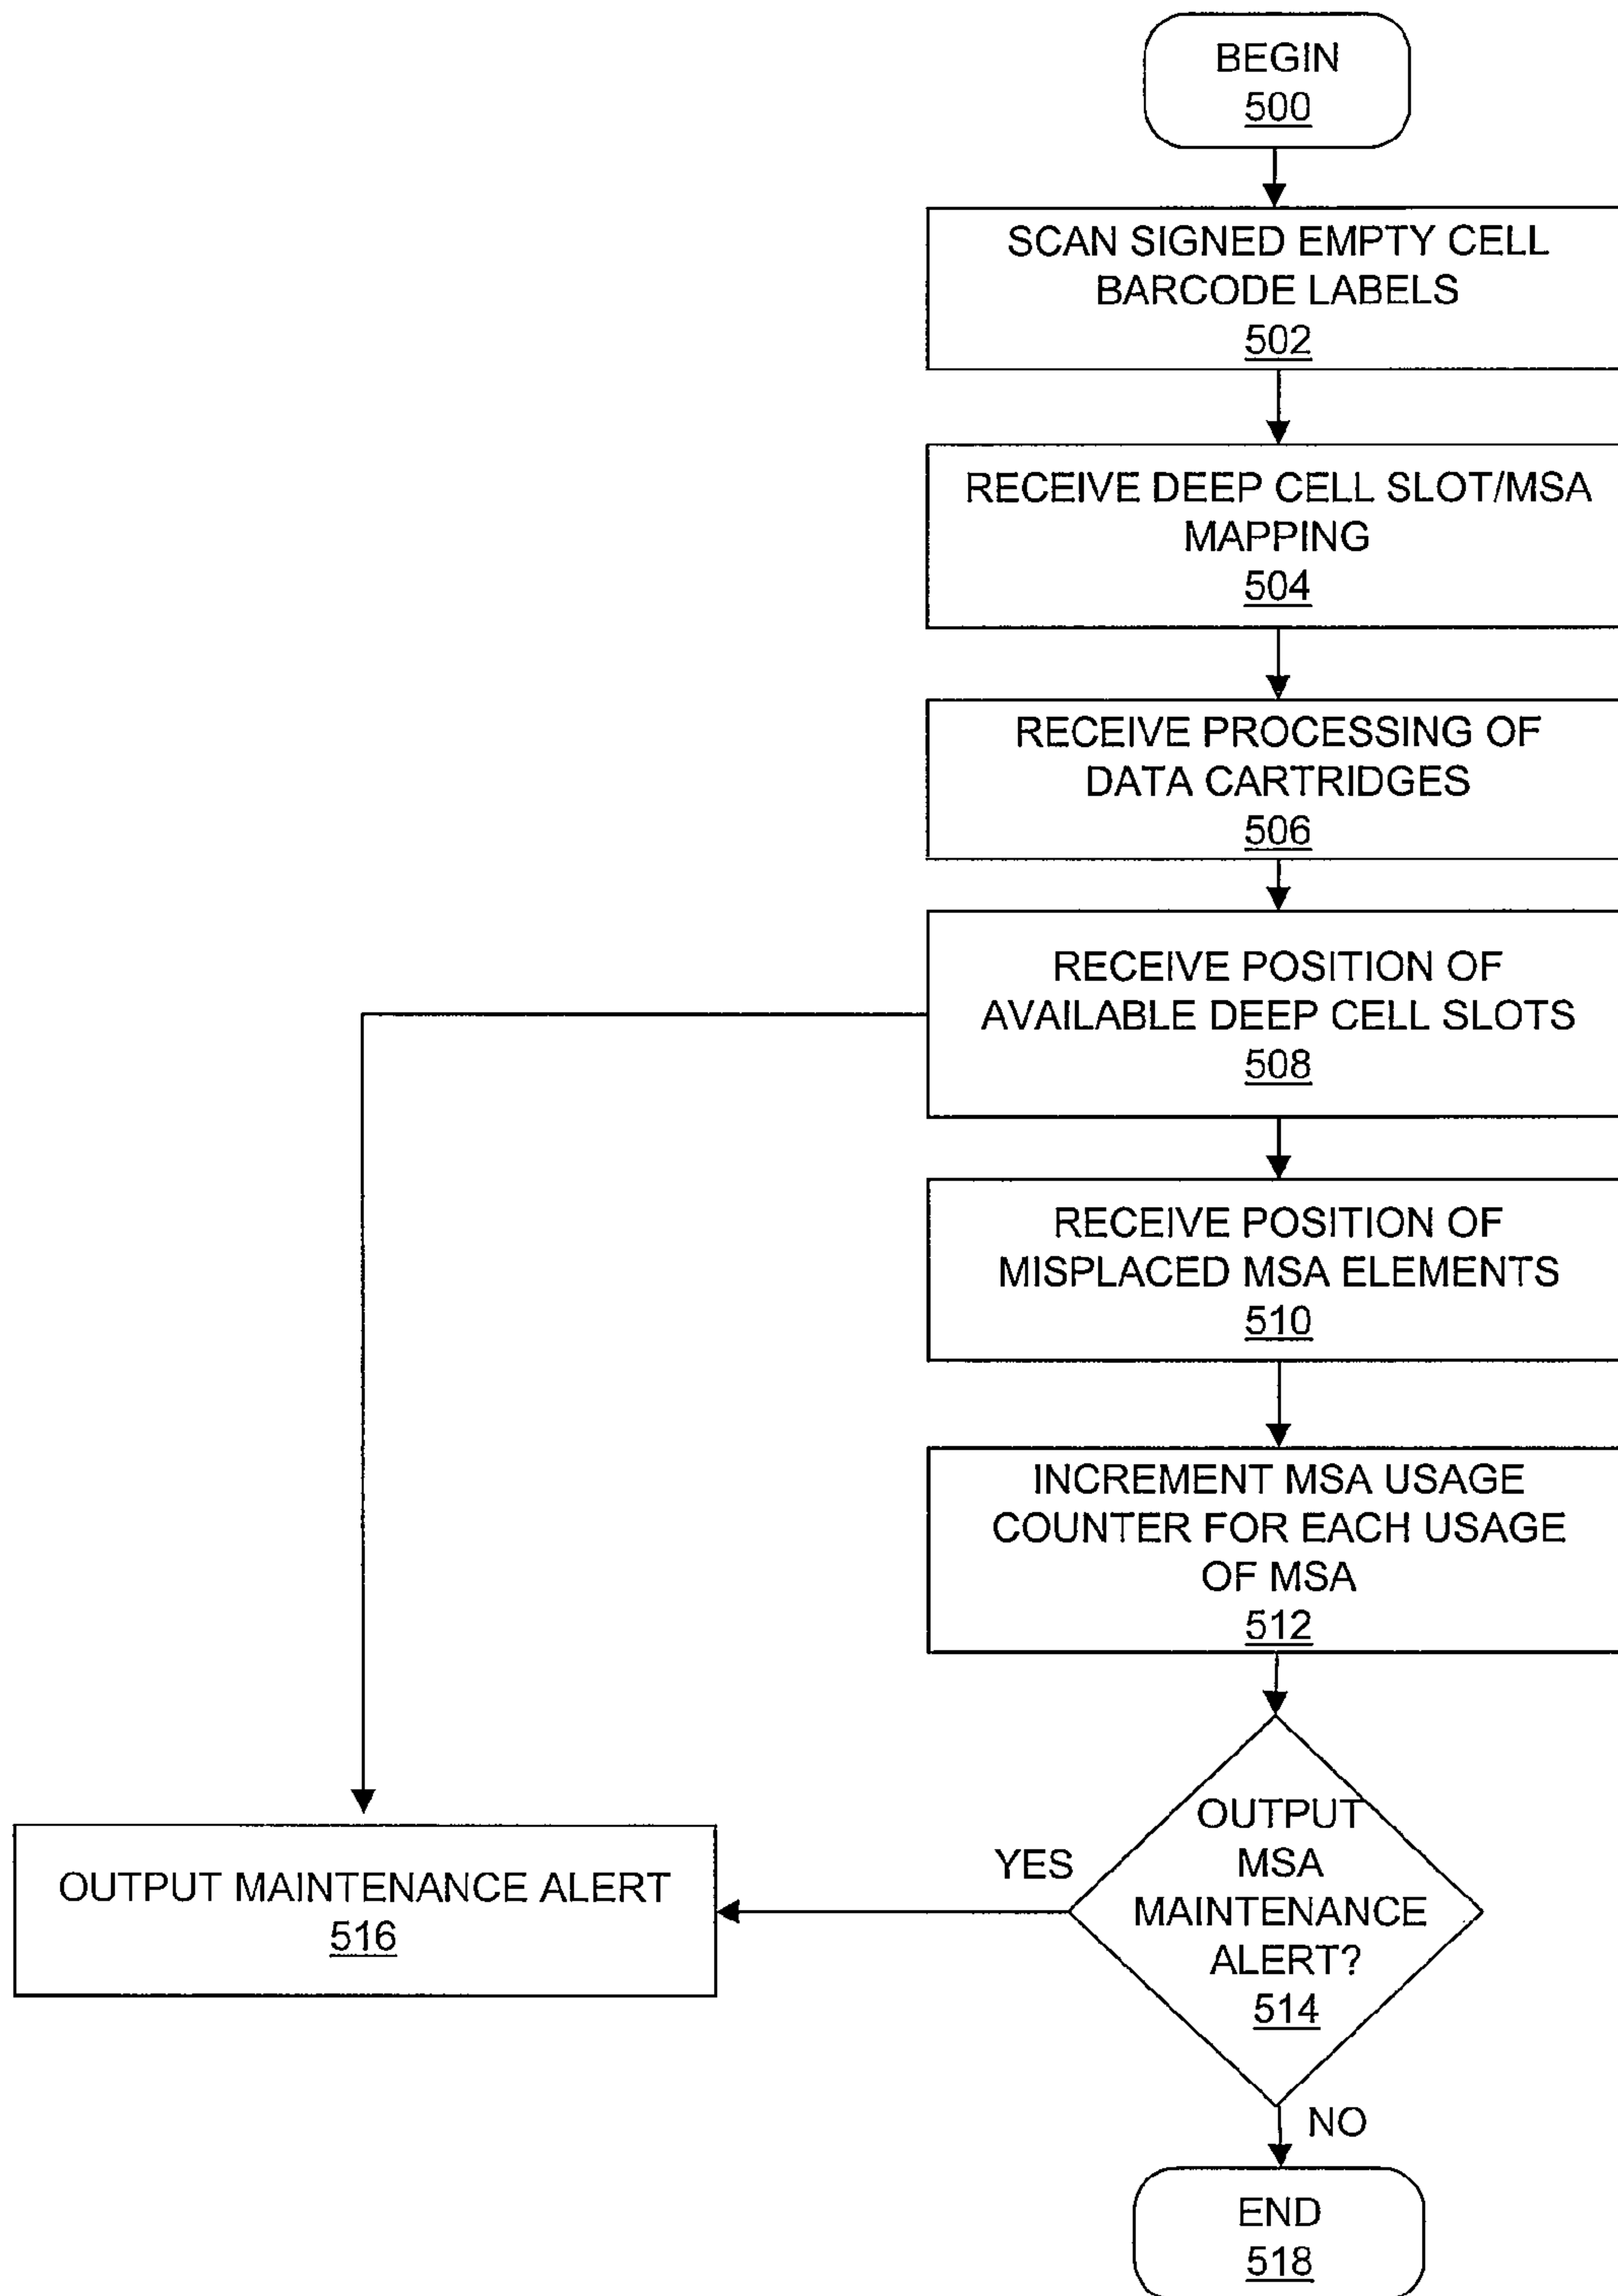 BEGIN
500
SCAN SIGNED EMPTY CELL
BARCODE LABELS
502
RECEIVE DEEP CELL SLOT/MSA
MAPPING
504
RECEIVE PROCESSING OF
DATA CARTRIDGES
506
RECEIVE POSITION OF
AVAILABLE DEEP CELL SLOTS
508
RECEIVE POSITION OF
MISPLACED MSA ELEMENTS
510
INCREMENT MSA USAGE
COUNTER FOR EACH USAGE
OF MSA
512
OUTPUT
MSA
MAINTENANCE
ALERT?
514
YES
OUTPUT MAINTENANCE ALERT
516
NO
END
518